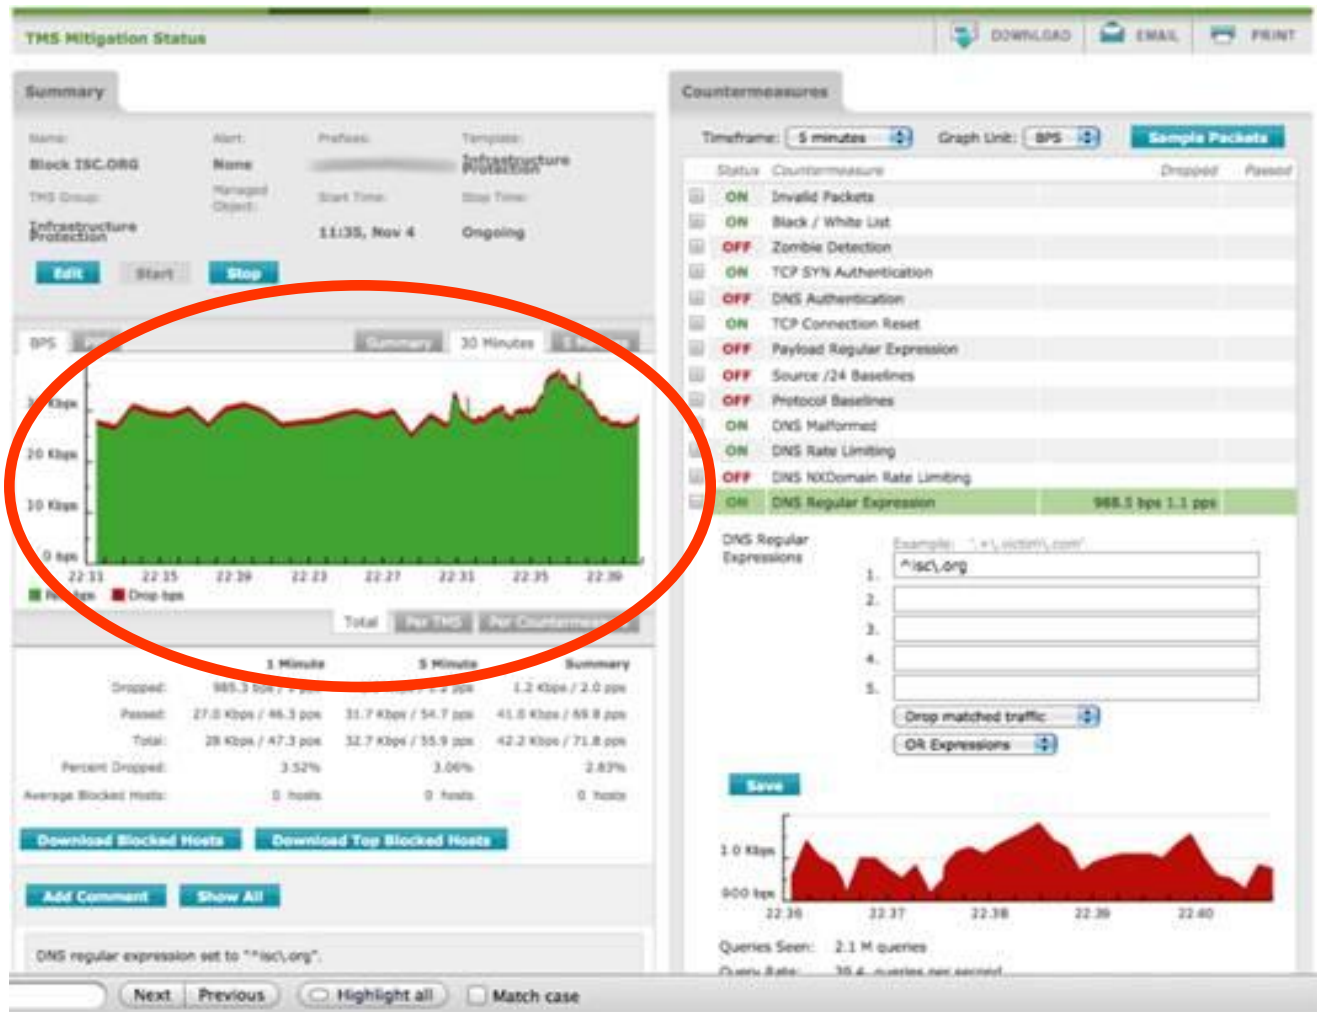 TMS Mitigation Status
DOWNLOAD EMAIL PRINT
Summary
Name: Alert: Prefixes: Template:
Block ISC.ORG None Infrastructure Protection
TMS Group: Managed Object: Start Time: Stop Time:
Infrastructure Protection 11:35, Nov 4 Ongoing
Edit Start Stop
BPS Summary 30 Minutes
20 Kbps
10 Kbps
0 bps
22:11 22:15 22:19 22:23 22:27 22:31 22:35 22:39
Drop bps
Total Per TMS Per Countermeasure
1 Minute 5 Minute Summary
Dropped: 985.3 bps 1.2 Kbps / 2.0 pps
Passed: 27.0 Kbps / 46.3 pps 31.7 Kbps / 54.7 pps 41.0 Kbps / 69.8 pps
Total: 28 Kbps / 47.3 pps 32.7 Kbps / 55.9 pps 42.2 Kbps / 71.8 pps
Percent Dropped: 3.52% 3.06% 2.83%
Average Blocked Hosts: 0 hosts 0 hosts 0 hosts
Download Blocked Hosts Download Top Blocked Hosts
Add Comment Show All
DNS regular expression set to "^isc\.org".
Countermeasures
Timeframe: 5 minutes Graph Unit: BPS Sample Packets
Status Countermeasure Dropped Passed
ON Invalid Packets
ON Black / White List
OFF Zombie Detection
ON TCP SYN Authentication
OFF DNS Authentication
ON TCP Connection Reset
OFF Payload Regular Expression
OFF Source /24 Baselines
OFF Protocol Baselines
ON DNS Malformed
ON DNS Rate Limiting
OFF DNS NXDomain Rate Limiting
ON DNS Regular Expression 988.5 bps 1.1 pps
DNS Regular Expressions
Example:
1. ^isc\.org
2.
3.
4.
5.
Drop matched traffic
OR Expressions
Save
1.0 Kbps
900 bps
22:36 22:37 22:38 22:39 22:40
Queries Seen: 2.1 M queries
Query Rate: 39.4 queries per second
Next Previous Highlight all Match case